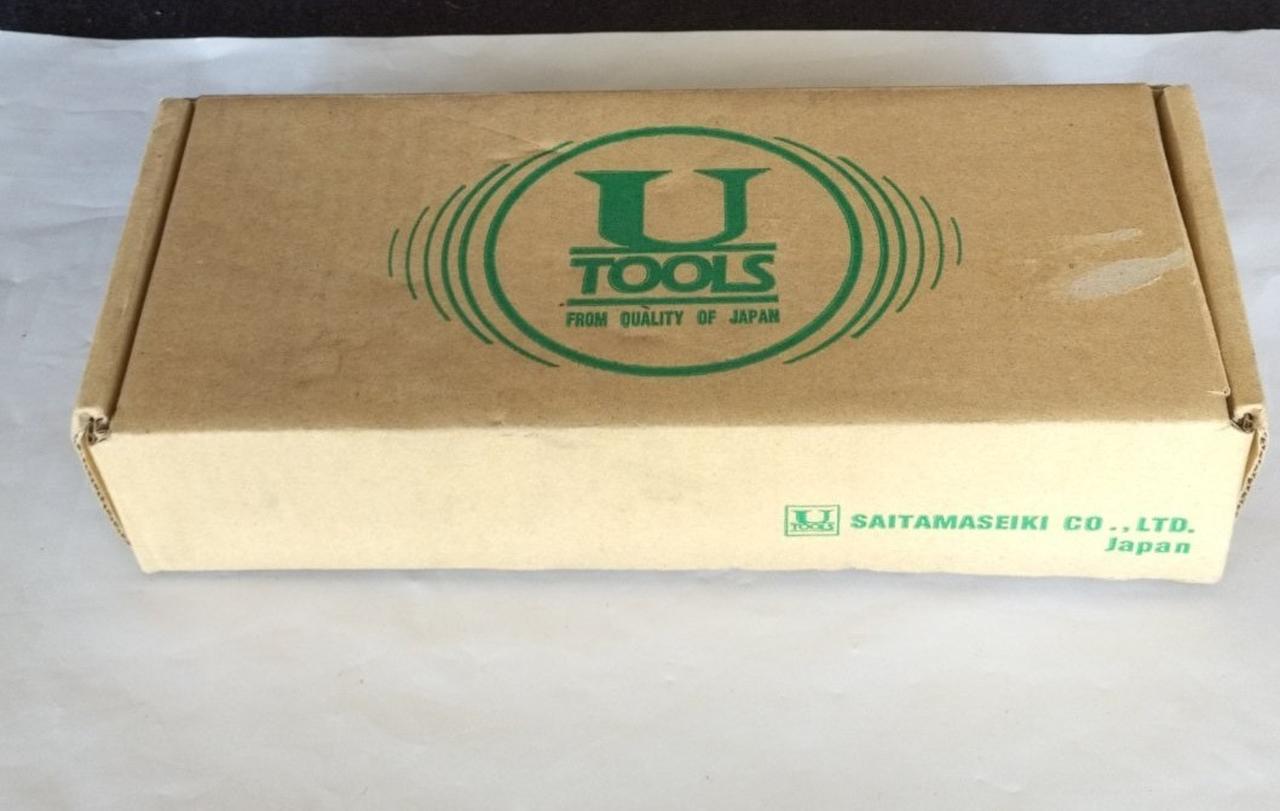 U
TOOLS
FROM QUALITY OF JAPAN
U
TOOLS
SAITAMASEIKI CO.,LTD.
Japan